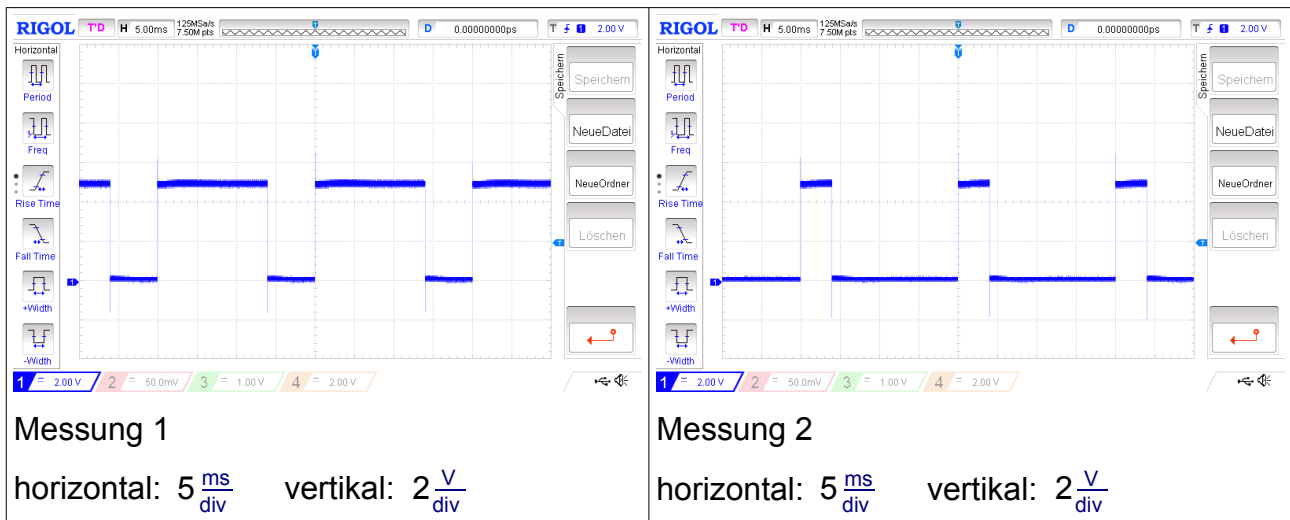 RIGOL T'D H 5.00ms 125MSa/s 7.50M pts D 0.00000000ps T 1 2.00 V
Horizontal
Period
Freq
Rise Time
Fall Time
+Width
-Width
T
T
1
Speichern
Speichern
NeueDatei
NeueOrdner
Löschen
1 = 2.00 V 2 = 50.0mV 3 = 1.00 V 4 = 2.00 V
Messung 1
horizontal: 5 ms/div vertikal: 2 V/div
RIGOL T'D H 5.00ms 125MSa/s 7.50M pts D 0.00000000ps T 1 2.00 V
Horizontal
Period
Freq
Rise Time
Fall Time
+Width
-Width
T
T
1
Speichern
Speichern
NeueDatei
NeueOrdner
Löschen
1 = 2.00 V 2 = 50.0mV 3 = 1.00 V 4 = 2.00 V
Messung 2
horizontal: 5 ms/div vertikal: 2 V/div